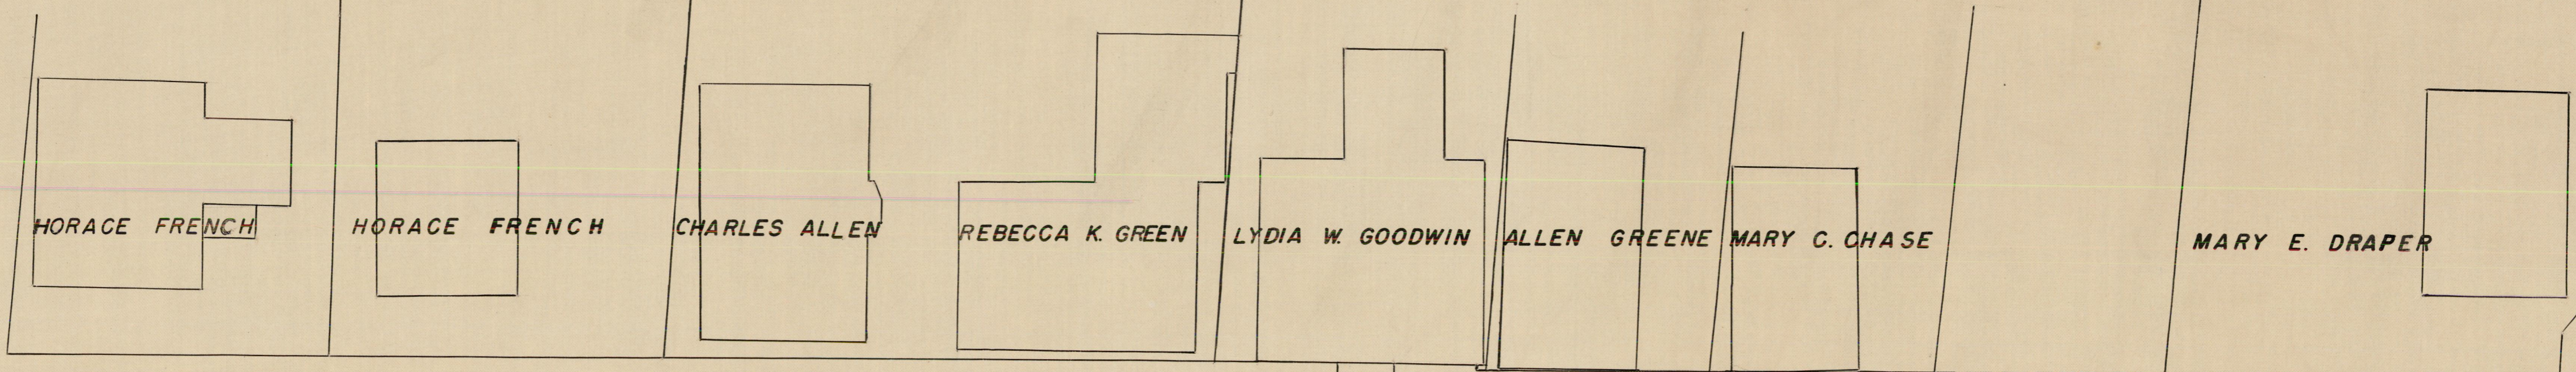 HORACE FRENCH
HORACE FRENCH
CHARLES ALLEN
REBECCA K. GREEN
LYDIA W. GOODWIN
ALLEN GREENE
MARY C. CHASE
MARY E. DRAPER